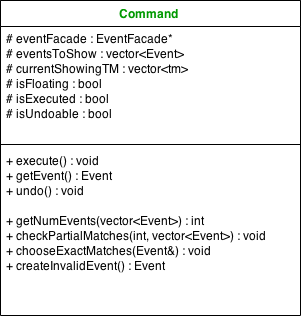 Command
# eventFacade : EventFacade*
# eventsToShow : vector<Event>
# currentShowingTM : vector<tm>
# isFloating : bool
# isExecuted : bool
# isUndoable : bool
+ execute() : void
+ getEvent() : Event
+ undo() : void
+ getNumEvents(vector<Event>) : int
+ checkPartialMatches(int, vector<Event>) : void
+ chooseExactMatches(Event&) : void
+ createInvalidEvent() : Event